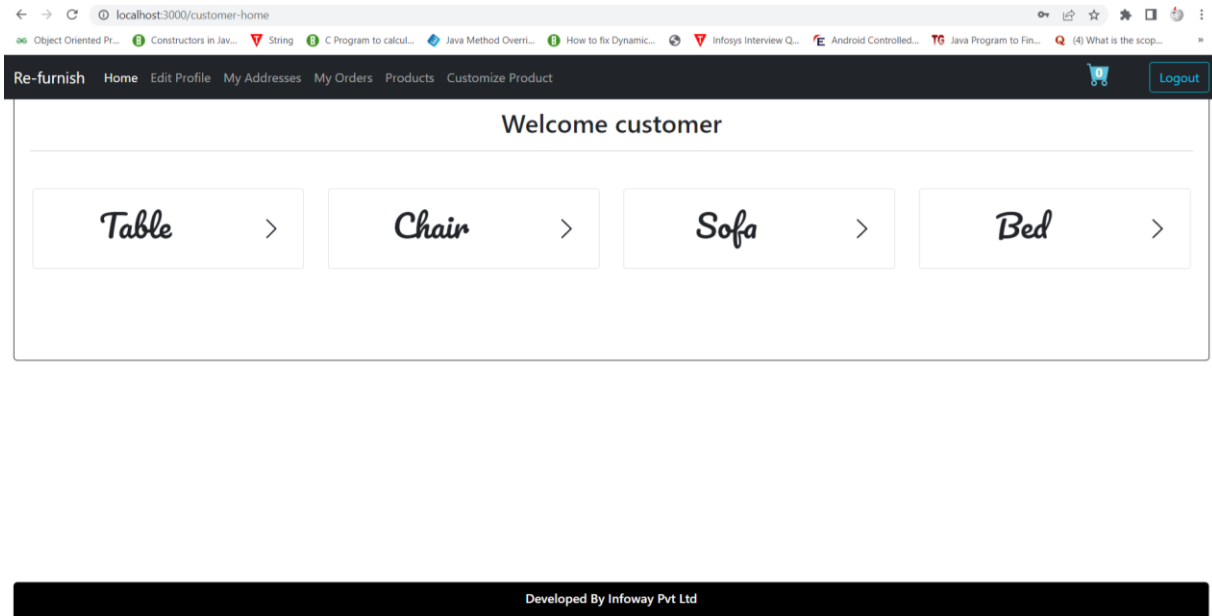 localhost:3000/customer-home
Object Oriented Pr... Constructors in Jav... String C Program to calcul... Java Method Overri... How to fix Dynamic... Infosys Interview Q... Android Controlled... TG Java Program to Fin... (4) What is the scop... »
Re-furnish Home Edit Profile My Addresses My Orders Products Customize Product 0 Logout
Welcome customer
Table Chair Sofa Bed
Developed By Infoway Pvt Ltd